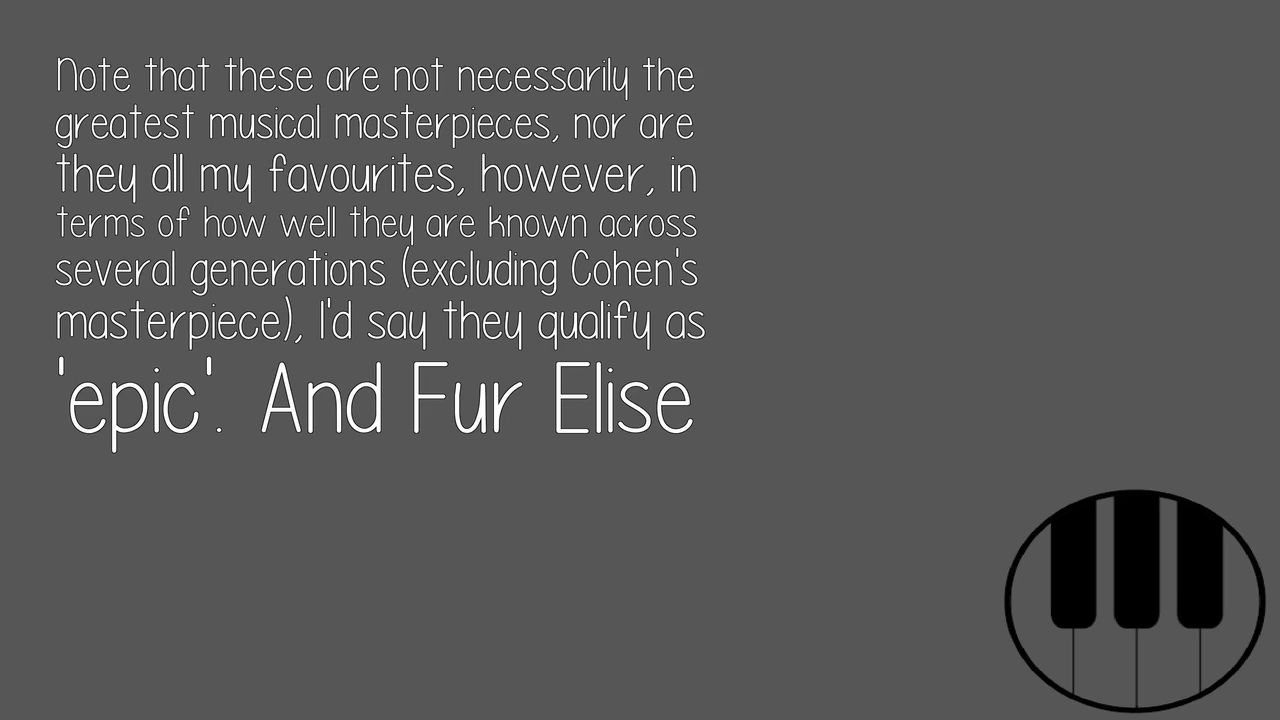 Note that these are not necessarily the
greatest musical masterpieces, nor are
they all my favourites, however, in
terms of how well they are known across
several generations (excluding Cohen's
masterpiece), I'd say they qualify as
'epic'. And Fur Elise